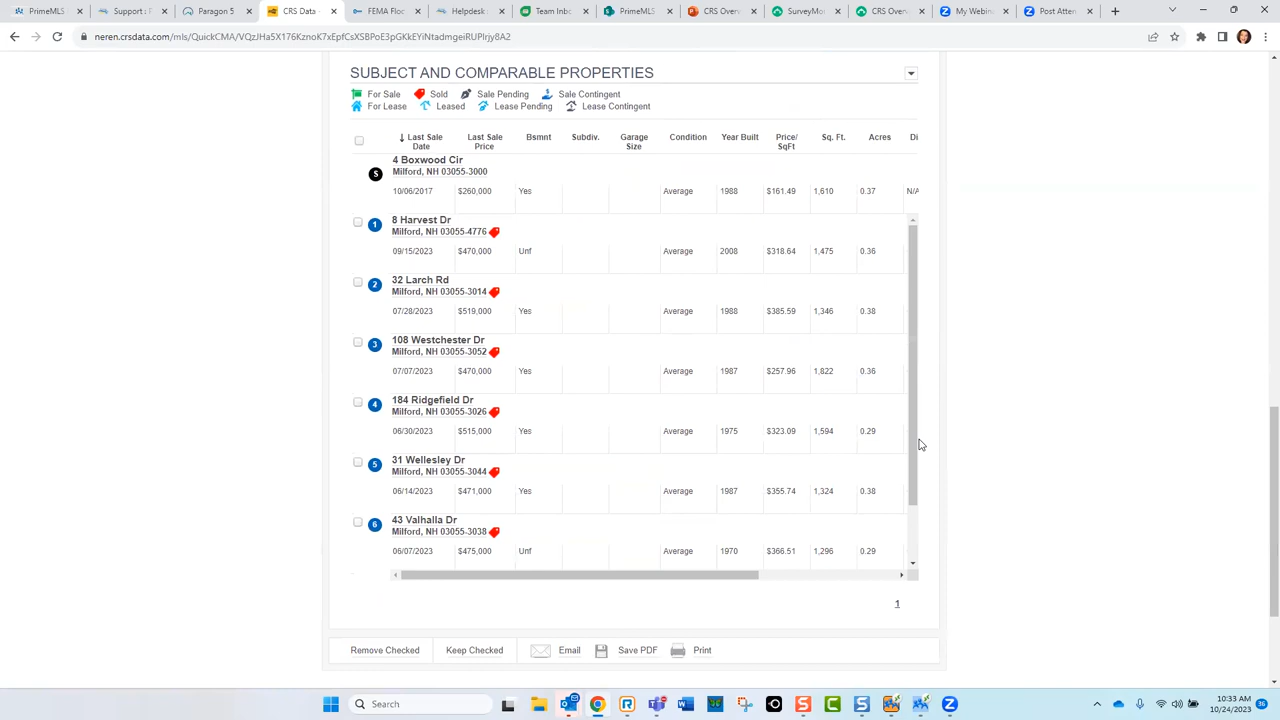 PrimeMLS
Support : F
Paragon 5
CRS Data
FEMA Floc
Helpdesk -
Team Inbc
PrimeMLS
CRS Overv
SurveyMor
CRS Overv
My Webina
Post Atten
neren.crsdata.com/mls/QuickCMA/
SUBJECT AND COMPARABLE PROPERTIES
For Sale Sold Sale Pending Sale Contingent
For Lease Leased Lease Pending Lease Contingent
↓ Last Sale Date Last Sale Price Bsmnt Subdiv. Garage Size Condition Year Built Price/ SqFt Sq. Ft. Acres Di
4 Boxwood Cir
S Milford, NH 03055-3000
10/06/2017 $260,000 Yes Average 1988 $161.49 1,610 0.37 N/A
8 Harvest Dr
1 Milford, NH 03055-4776
09/15/2023 $470,000 Unf Average 2008 $318.64 1,475 0.36
32 Larch Rd
2 Milford, NH 03055-3014
07/28/2023 $519,000 Yes Average 1988 $385.59 1,346 0.38
108 Westchester Dr
3 Milford, NH 03055-3052
07/07/2023 $470,000 Yes Average 1987 $257.96 1,822 0.36
184 Ridgefield Dr
4 Milford, NH 03055-3026
06/30/2023 $515,000 Yes Average 1975 $323.09 1,594 0.29
31 Wellesley Dr
5 Milford, NH 03055-3044
06/14/2023 $471,000 Yes Average 1987 $355.74 1,324 0.38
43 Valhalla Dr
6 Milford, NH 03055-3038
06/07/2023 $475,000 Unf Average 1970 $366.51 1,296 0.29
1
Remove Checked Keep Checked Email Save PDF Print
Search
10:33 AM
10/24/2023
36